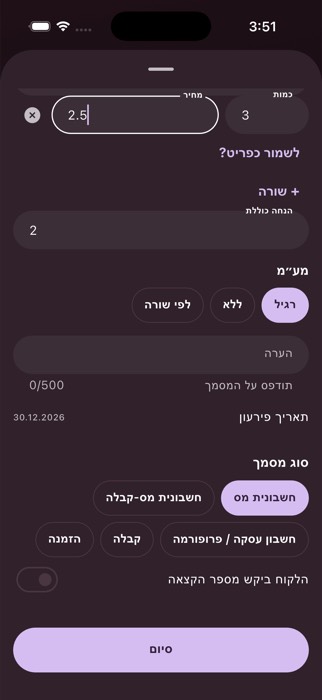 3:51
כמות
מחיר
3
2.5
לשמור כפריט?
+ שורה
הנחה כוללת
2
מע״מ
רגיל
ללא
לפי שורה
הערה
תודפס על המסמך
0/500
תאריך פירעון
30.12.2026
סוג מסמך
חשבונית מס
חשבונית מס-קבלה
חשבון עסקה / פרופורמה
קבלה
הזמנה
הלקוח ביקש מספר הקצאה
סיום